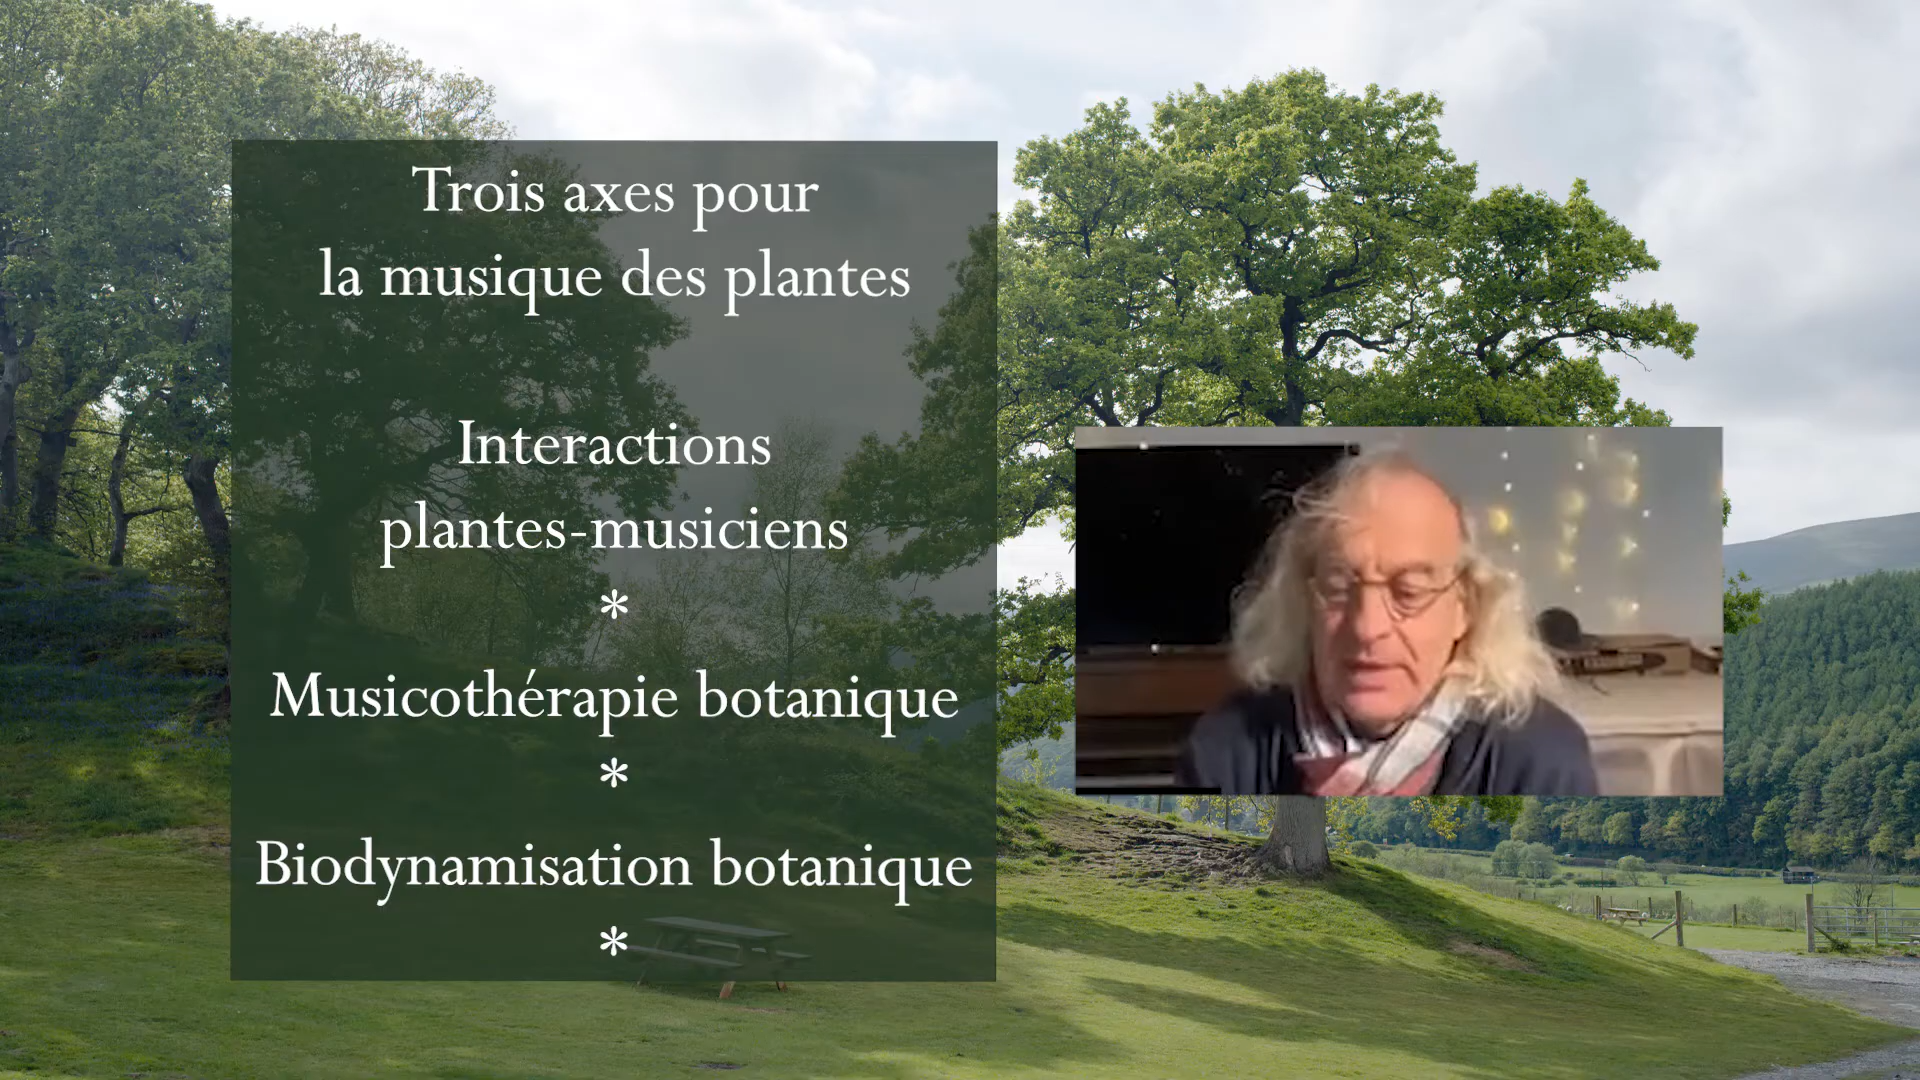 Trois axes pour
la musique des plantes
Interactions
plantes-musiciens
*
Musicothérapie botanique
*
Biodynamisation botanique
*